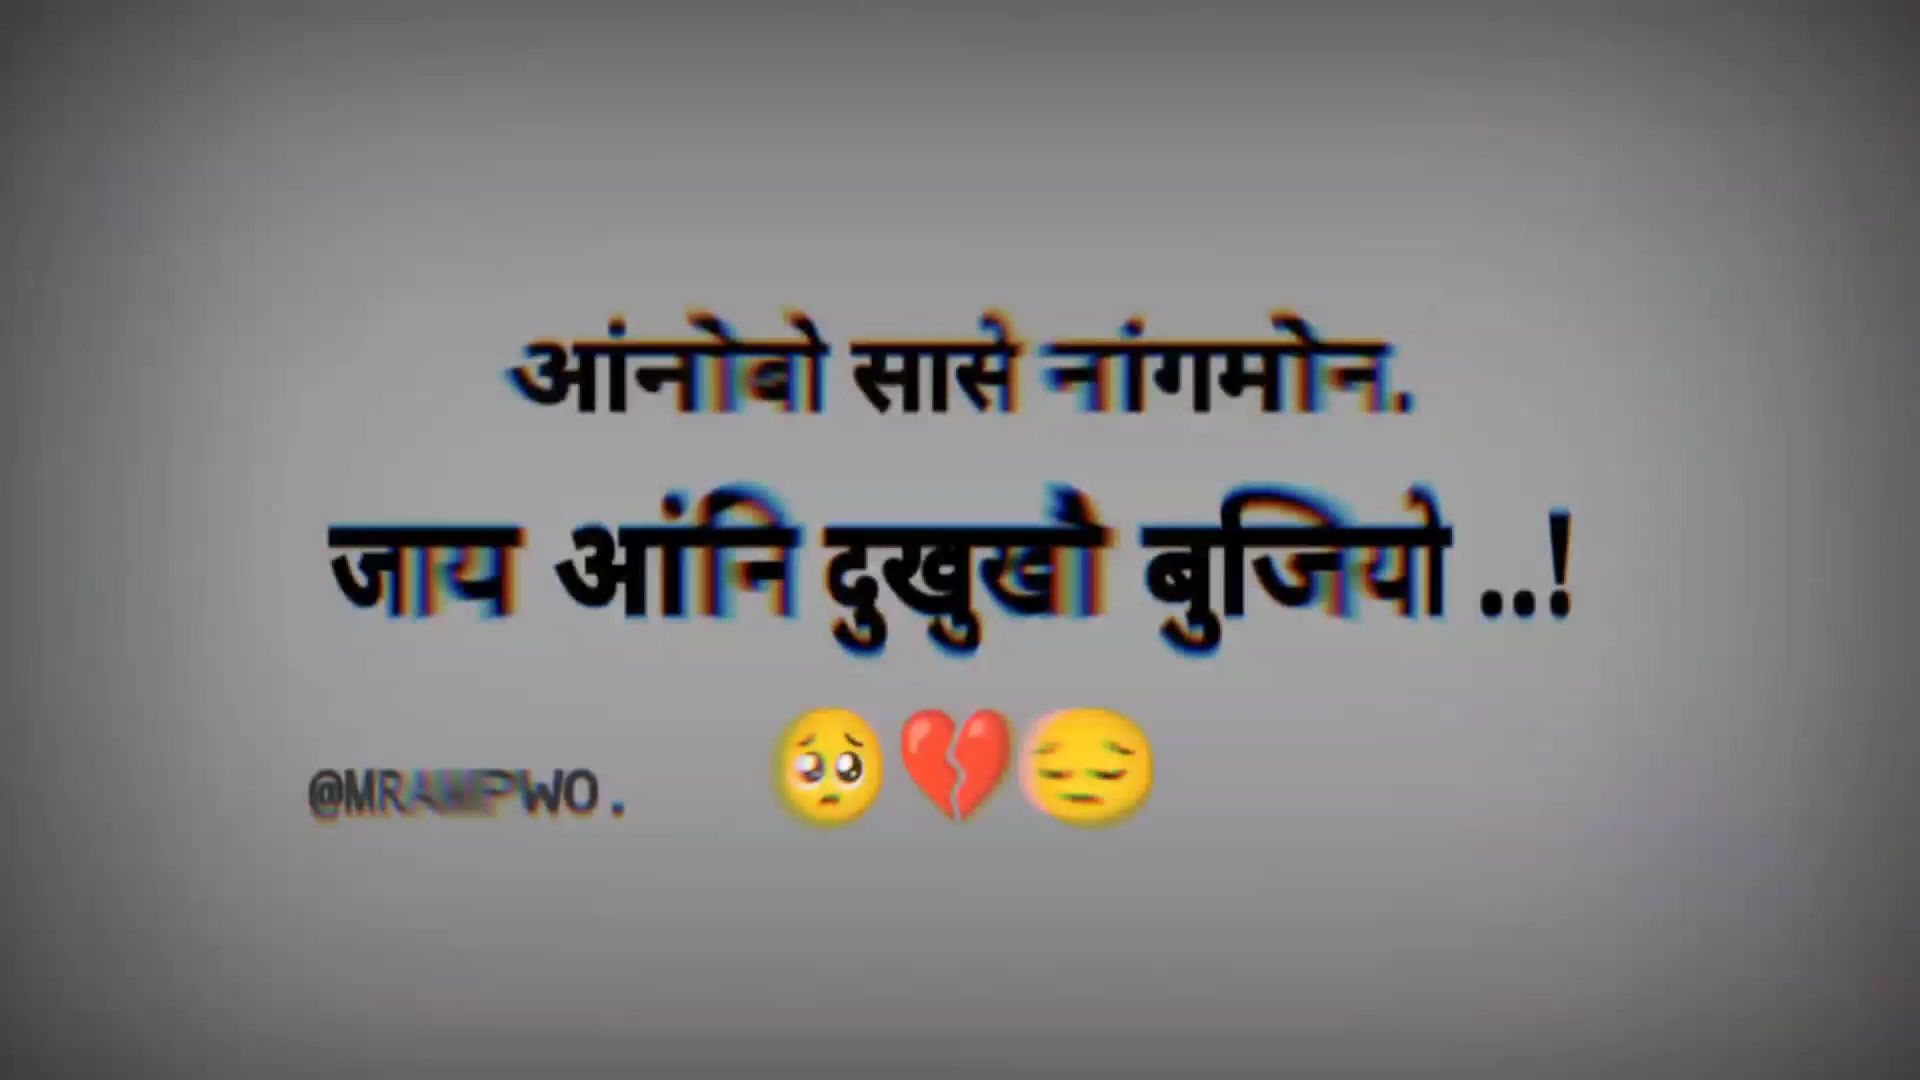 आंनोबो सासे नांगमोन.
जाय आंनि दुखुखौ बुजियो ..!
🥺💔😔